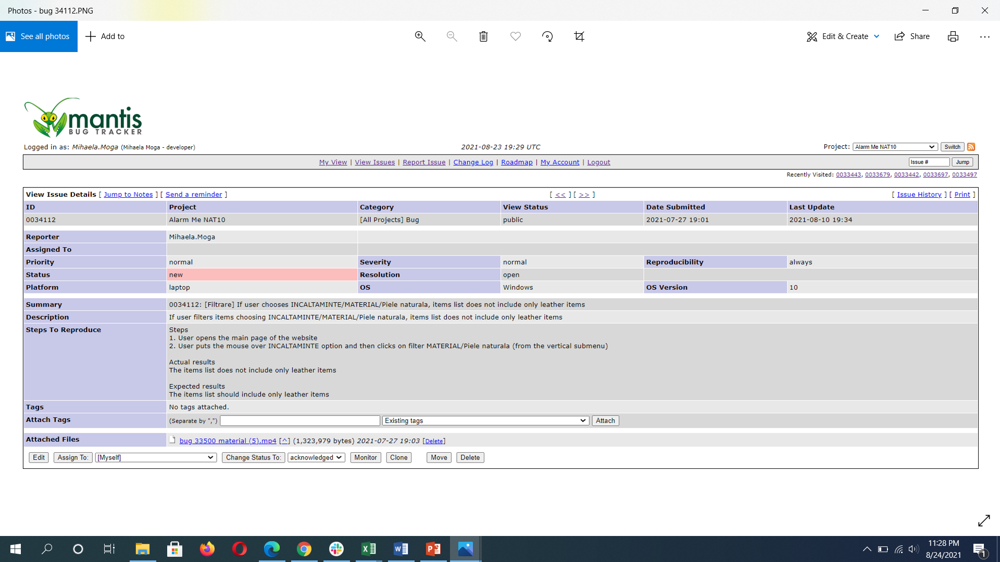 Photos - bug 34112.PNG
See all photos
Add to
Edit & Create
Share
mantis
BUG TRACKER
Logged in as: Mihaela.Moga (Mihaela Moga - developer)
2021-08-23 19:29 UTC
Project: Alarm Me NAT10 Switch
My View | View Issues | Report Issue | Change Log | Roadmap | My Account | Logout
Issue # Jump
Recently Visited: 0033443, 0033679, 0033442, 0033697, 0033497
View Issue Details [ Jump to Notes ] [ Send a reminder ] [ << ] [ >> ] [ Issue History ] [ Print ]
ID Project Category View Status Date Submitted Last Update
0034112 Alarm Me NAT10 [All Projects] Bug public 2021-07-27 19:01 2021-08-10 19:34
Reporter Mihaela.Moga
Assigned To
Priority normal Severity normal Reproducibility always
Status new Resolution open
Platform laptop OS Windows OS Version 10
Summary 0034112: [Filtrare] If user chooses INCALTAMINTE/MATERIAL/Piele naturala, items list does not include only leather items
Description If user filters items choosing INCALTAMINTE/MATERIAL/Piele naturala, items list does not include only leather items
Steps To Reproduce Steps
1. User opens the main page of the website
2. User puts the mouse over INCALTAMINTE option and then clicks on filter MATERIAL/Piele naturala (from the vertical submenu)
Actual results
The items list does not include only leather items
Expected results
The items list should include only leather items
Tags No tags attached.
Attach Tags (Separate by ",") Existing tags Attach
Attached Files bug 33500 material (5).mp4 [^] (1,323,979 bytes) 2021-07-27 19:03 [Delete]
Edit Assign To: [Myself] Change Status To: acknowledged Monitor Clone Move Delete
11:28 PM
8/24/2021
1